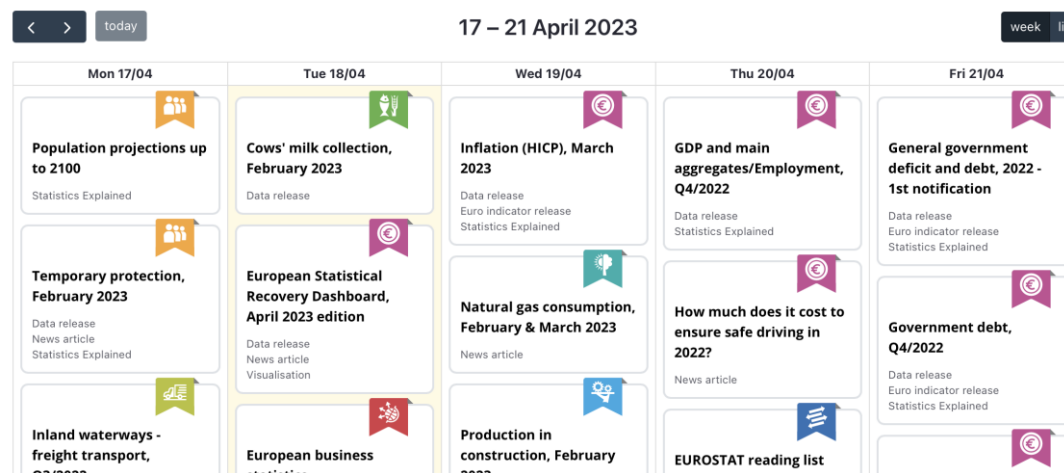 today
17 – 21 April 2023
week
Mon 17/04
Tue 18/04
Wed 19/04
Thu 20/04
Fri 21/04
Population projections up
to 2100
Statistics Explained
Temporary protection,
February 2023
Data release
News article
Statistics Explained
Inland waterways -
freight transport,
Cows' milk collection,
February 2023
Data release
European Statistical
Recovery Dashboard,
April 2023 edition
Data release
News article
Visualisation
European business
Inflation (HICP), March
2023
Data release
Euro indicator release
Statistics Explained
Natural gas consumption,
February & March 2023
News article
Production in
construction, February
GDP and main
aggregates/Employment,
Q4/2022
Data release
Statistics Explained
How much does it cost to
ensure safe driving in
2022?
News article
EUROSTAT reading list
General government
deficit and debt, 2022 -
1st notification
Data release
Euro indicator release
Statistics Explained
Government debt,
Q4/2022
Data release
Euro indicator release
Statistics Explained